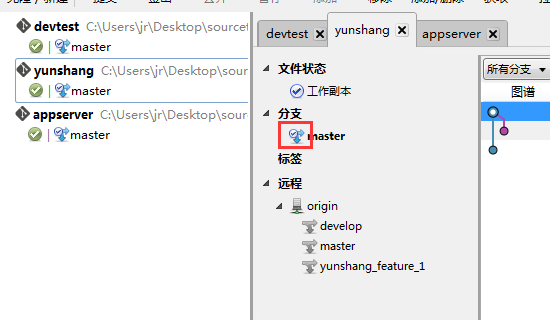 devtest C:\Users\jr\Desktop\sourcet
master
yunshang C:\Users\jr\Desktop\sour
master
appserver C:\Users\jr\Desktop\sour
master
devtest
yunshang
appserver
文件状态
工作副本
分支
master
标签
远程
origin
develop
master
yunshang_feature_1
所有分支
图谱